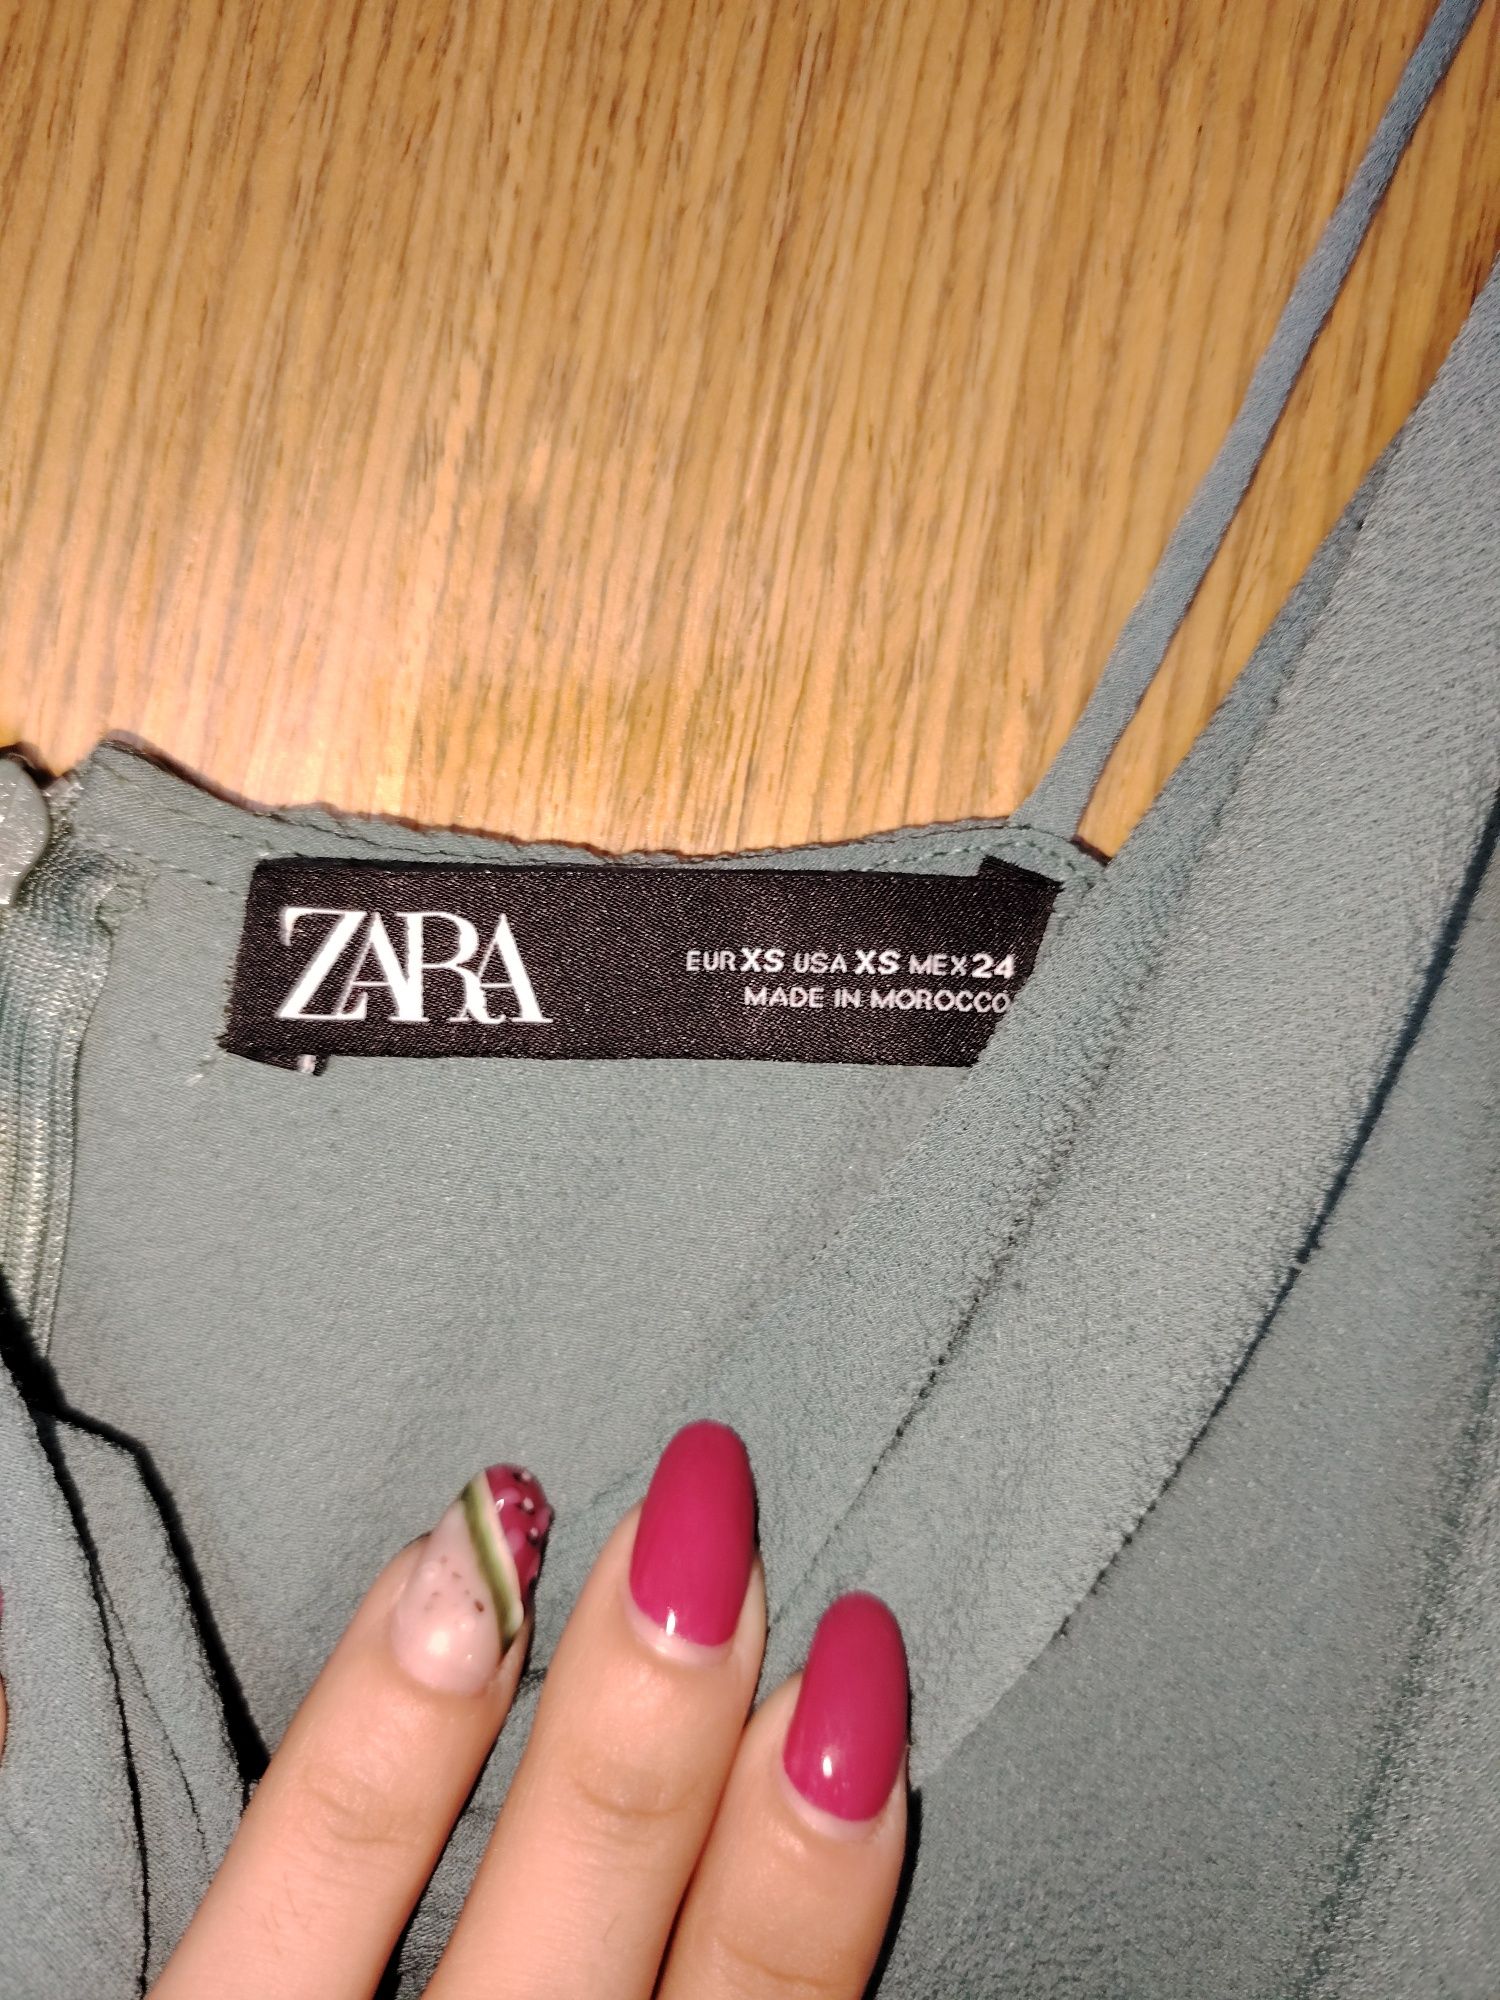 ZARA
EUR XS USA XS MEX 24
MADE IN MOROCCO